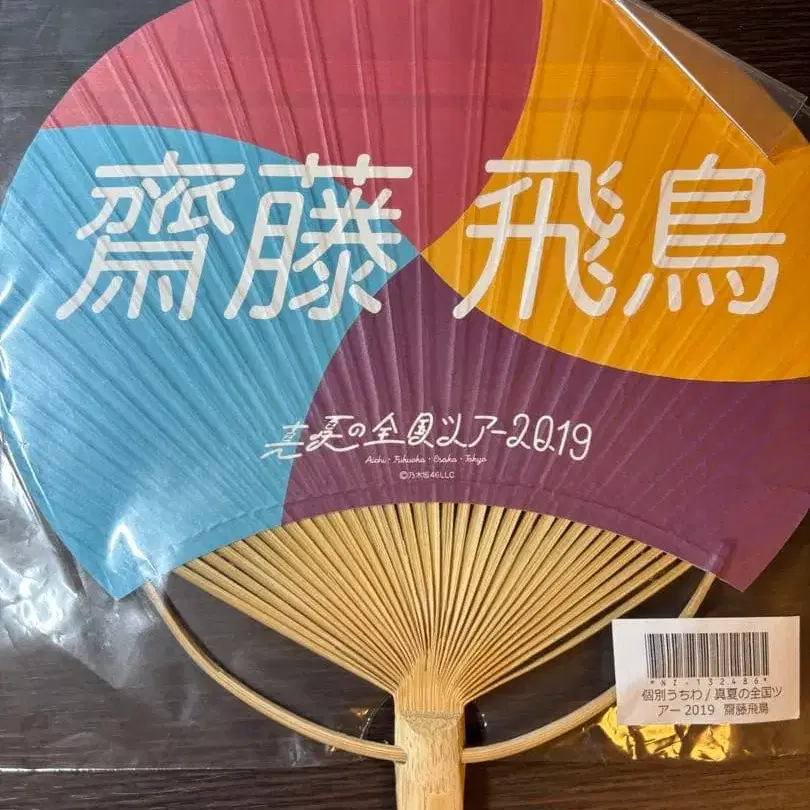 齋藤 飛鳥
真夏の全国ツアー2019
Aichi・Fukuoka・Osaka・Tokyo
©乃木坂46LLC
*NZ-132486*
個別うちわ / 真夏の全国ツ
アー 2019 齋藤飛鳥